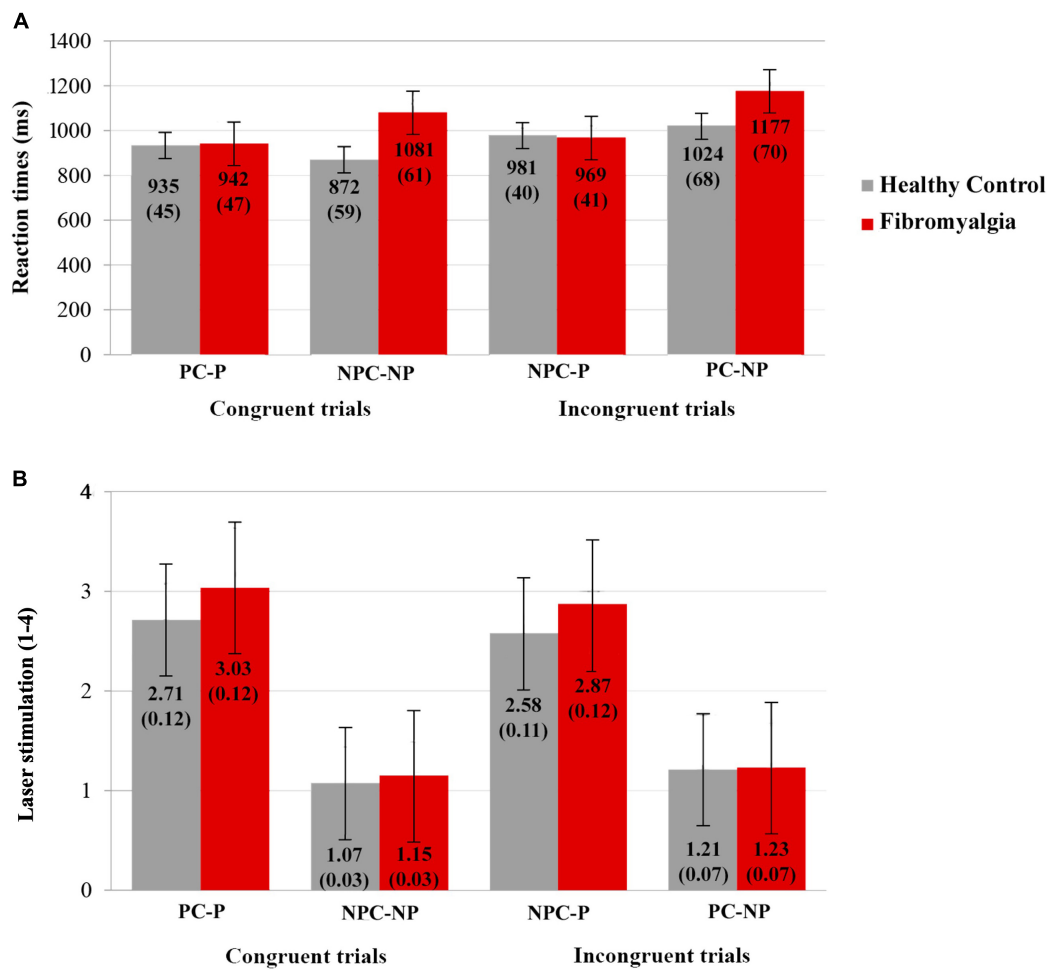 A
1400
1200
1000
800
600
400
200
0
Reaction times (ms)
935
(45)
942
(47)
872
(59)
1081
(61)
981
(40)
969
(41)
1024
(68)
1177
(70)
PC-P
NPC-NP
NPC-P
PC-NP
Congruent trials
Incongruent trials
Healthy Control
Fibromyalgia
B
4
3
2
1
0
Laser stimulation (1-4)
2.71
(0.12)
3.03
(0.12)
1.07
(0.03)
1.15
(0.03)
2.58
(0.11)
2.87
(0.12)
1.21
(0.07)
1.23
(0.07)
PC-P
NPC-NP
NPC-P
PC-NP
Congruent trials
Incongruent trials